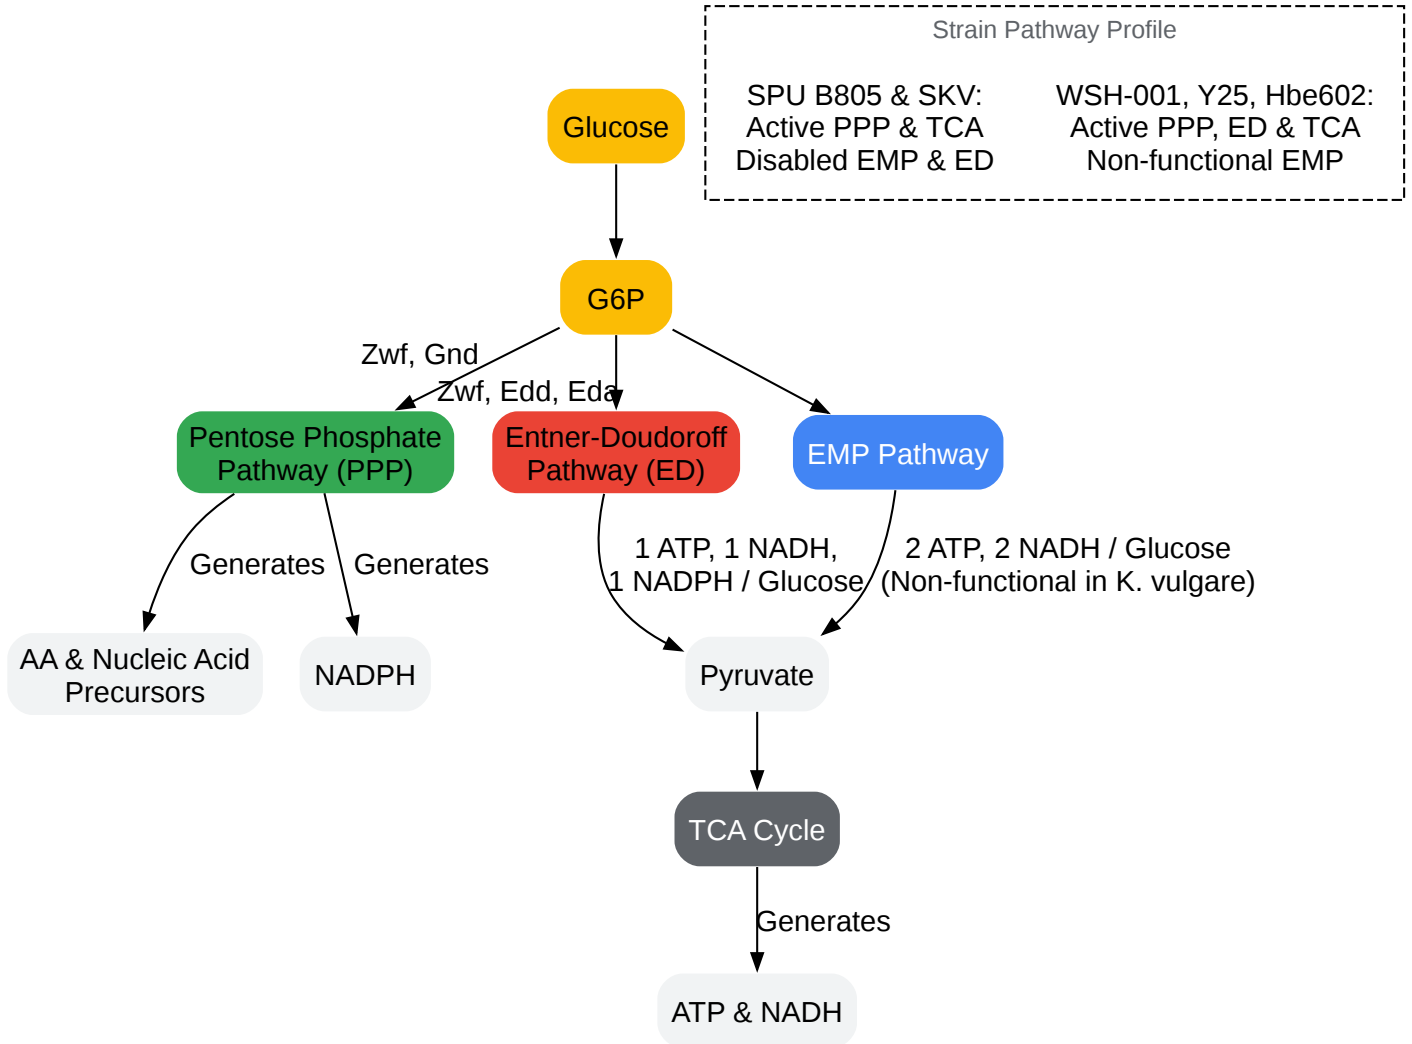 Strain Pathway Profile
SPU B805 & SKV:
Active PPP & TCA
Disabled EMP & ED
WSH-001, Y25, Hbe602:
Active PPP, ED & TCA
Non-functional EMP
Glucose
G6P
Zwf, Gnd
Zwf, Edd, Eda
Pentose Phosphate
Pathway (PPP)
Entner-Doudoroff
Pathway (ED)
EMP Pathway
Generates
Generates
1 ATP, 1 NADH,
1 NADPH / Glucose
2 ATP, 2 NADH / Glucose
(Non-functional in K. vulgare)
AA & Nucleic Acid
Precursors
NADPH
Pyruvate
TCA Cycle
Generates
ATP & NADH